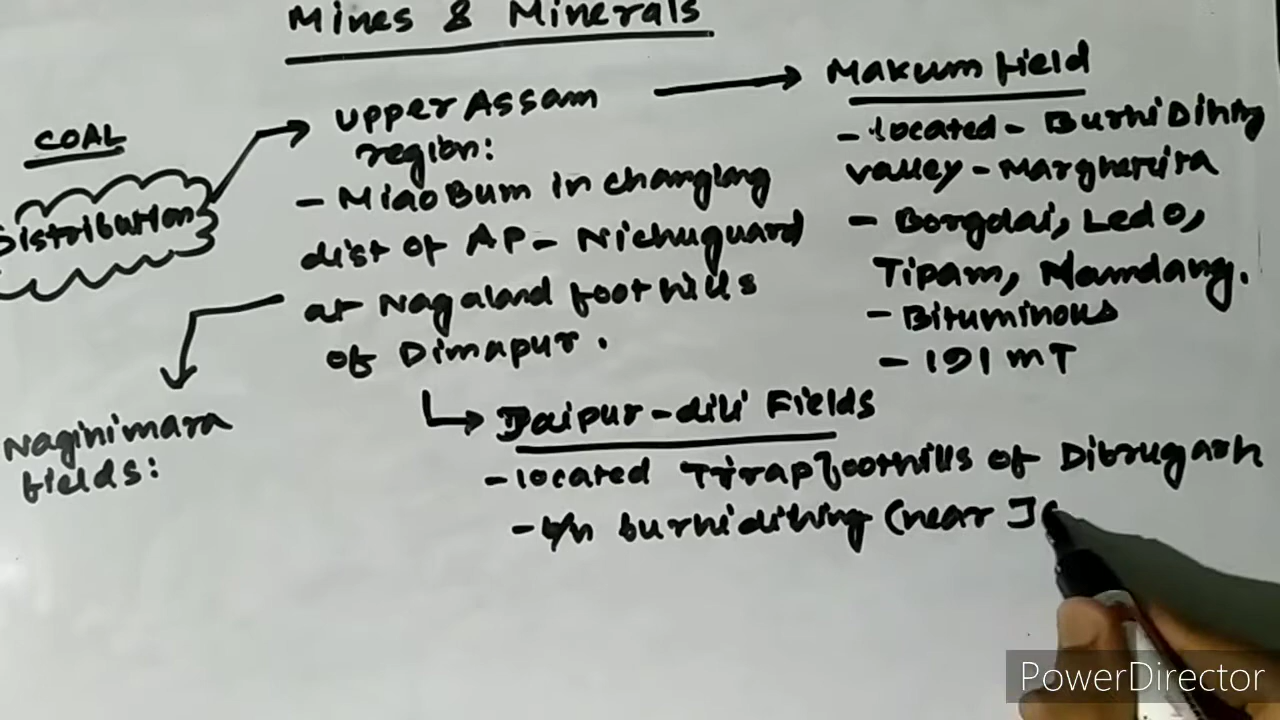 Mines & Minerals
COAL
Distribution
Upper Assam
region:
- Miao Bum in changlang
dist of AP - Nichuguard
at Nagaland foothills
of Dimapur.
Makum Field
- located - Burhi Dihing
valley - Marghereita
- Borgolai, Ledo,
Tipam, Namdang.
- Bituminous
- 191 mT
Naginimara
fields:
Jaipur-dili Fields
- located Tirap foothills of Dibrugarh
- b/n burhidihing (near Ja
PowerDirector